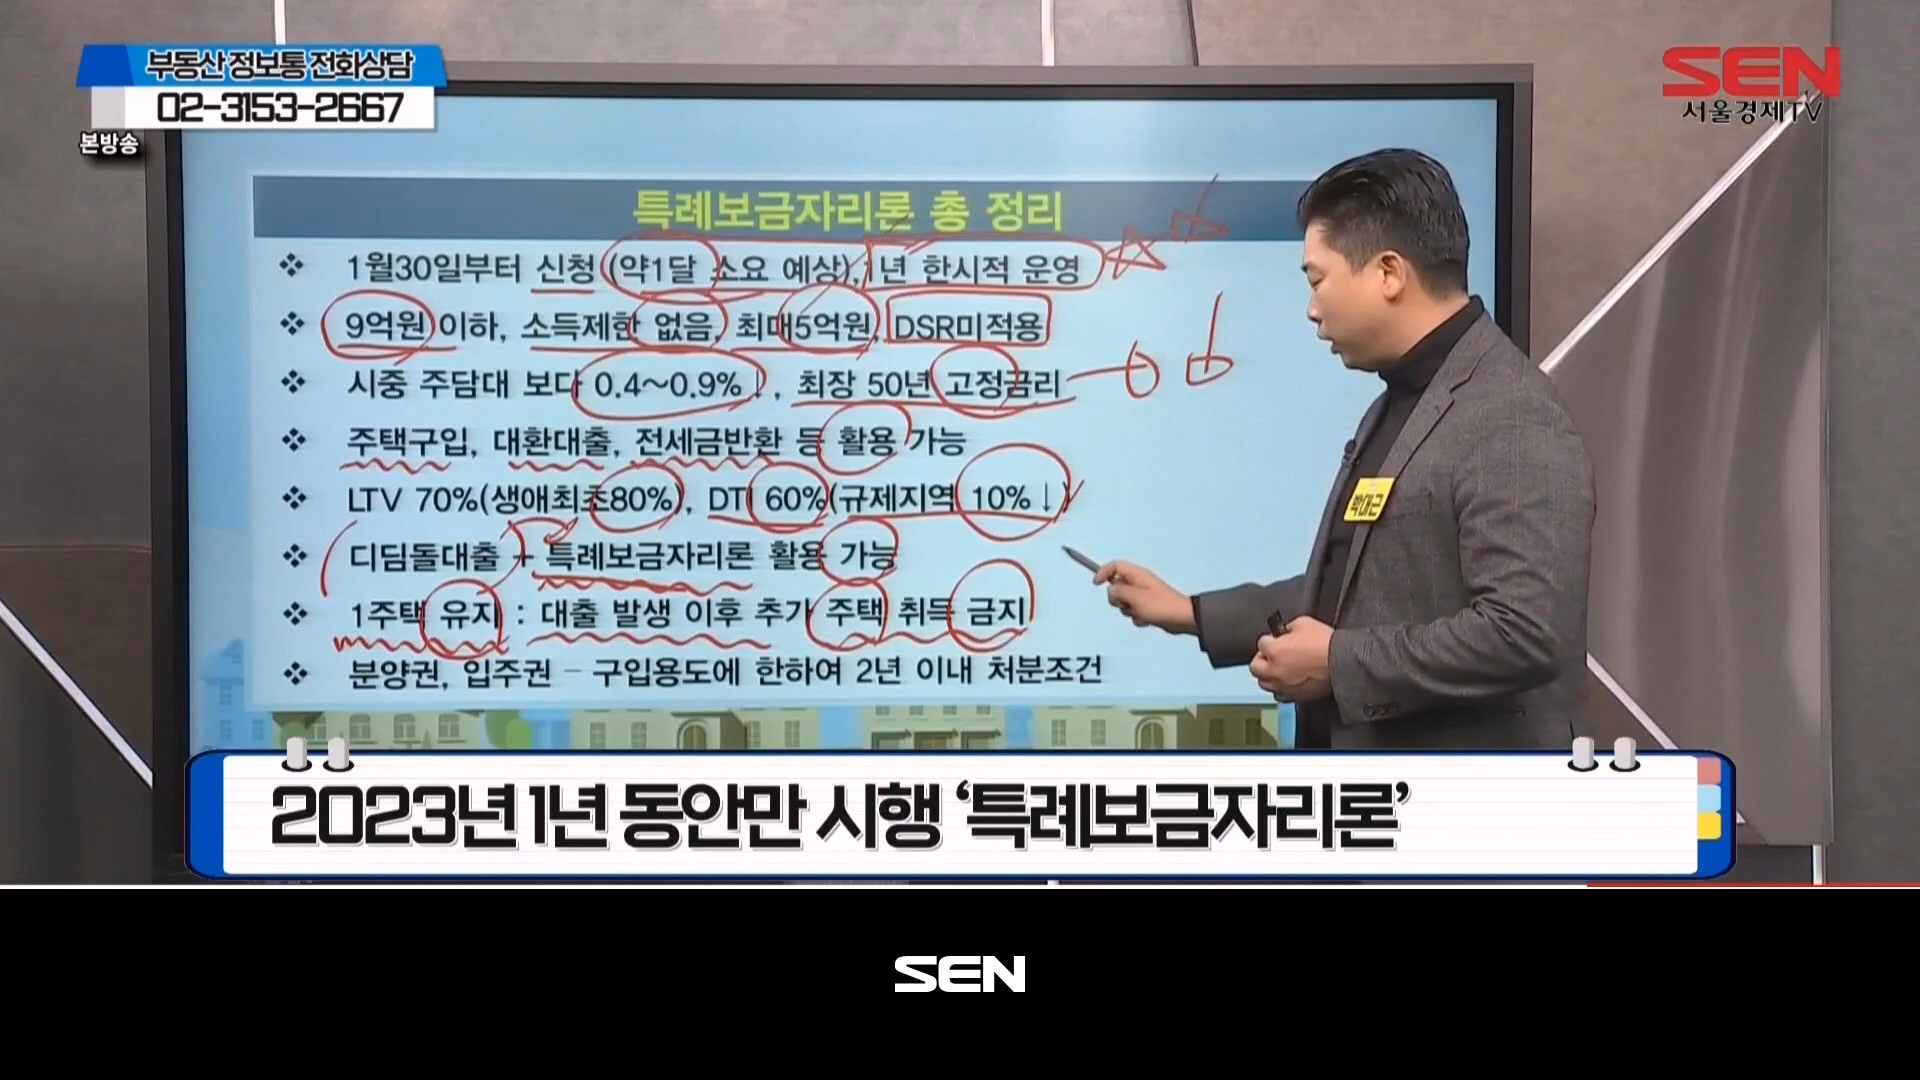 부동산 정보통 전화상담
02-3153-2667
본방송
SEN
서울경제TV
특례보금자리론 총 정리
❖ 1월30일부터 신청 (약1달 소요 예상), 1년 한시적 운영
❖ 9억원 이하, 소득제한 없음, 최대5억원, DSR미적용
❖ 시중 주담대 보다 0.4~0.9%↓, 최장 50년 고정금리
❖ 주택구입, 대환대출, 전세금반환 등 활용 가능
❖ LTV 70%(생애최초80%), DTI 60%(규제지역 10%↓)
❖ 디딤돌대출 + 특례보금자리론 활용 가능
❖ 1주택 유지 : 대출 발생 이후 추가 주택 취득 금지
❖ 분양권, 입주권 - 구입용도에 한하여 2년 이내 처분조건
박대근
2023년 1년 동안만 시행 ‘특례보금자리론’
SEN